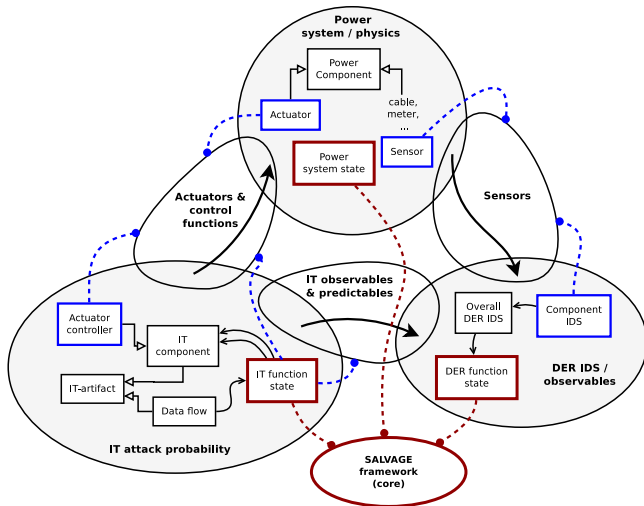 Power
system / physics
Power
Component
cable,
meter,
...
Actuator
Sensor
Power
system state
Actuators &
control
functions
Sensors
IT observables
& predictables
Actuator
controller
IT
component
IT-artifact
Data flow
IT function
state
IT attack probability
Overall
DER IDS
Component
IDS
DER function
state
DER IDS /
observables
SALVAGE
framework
(core)